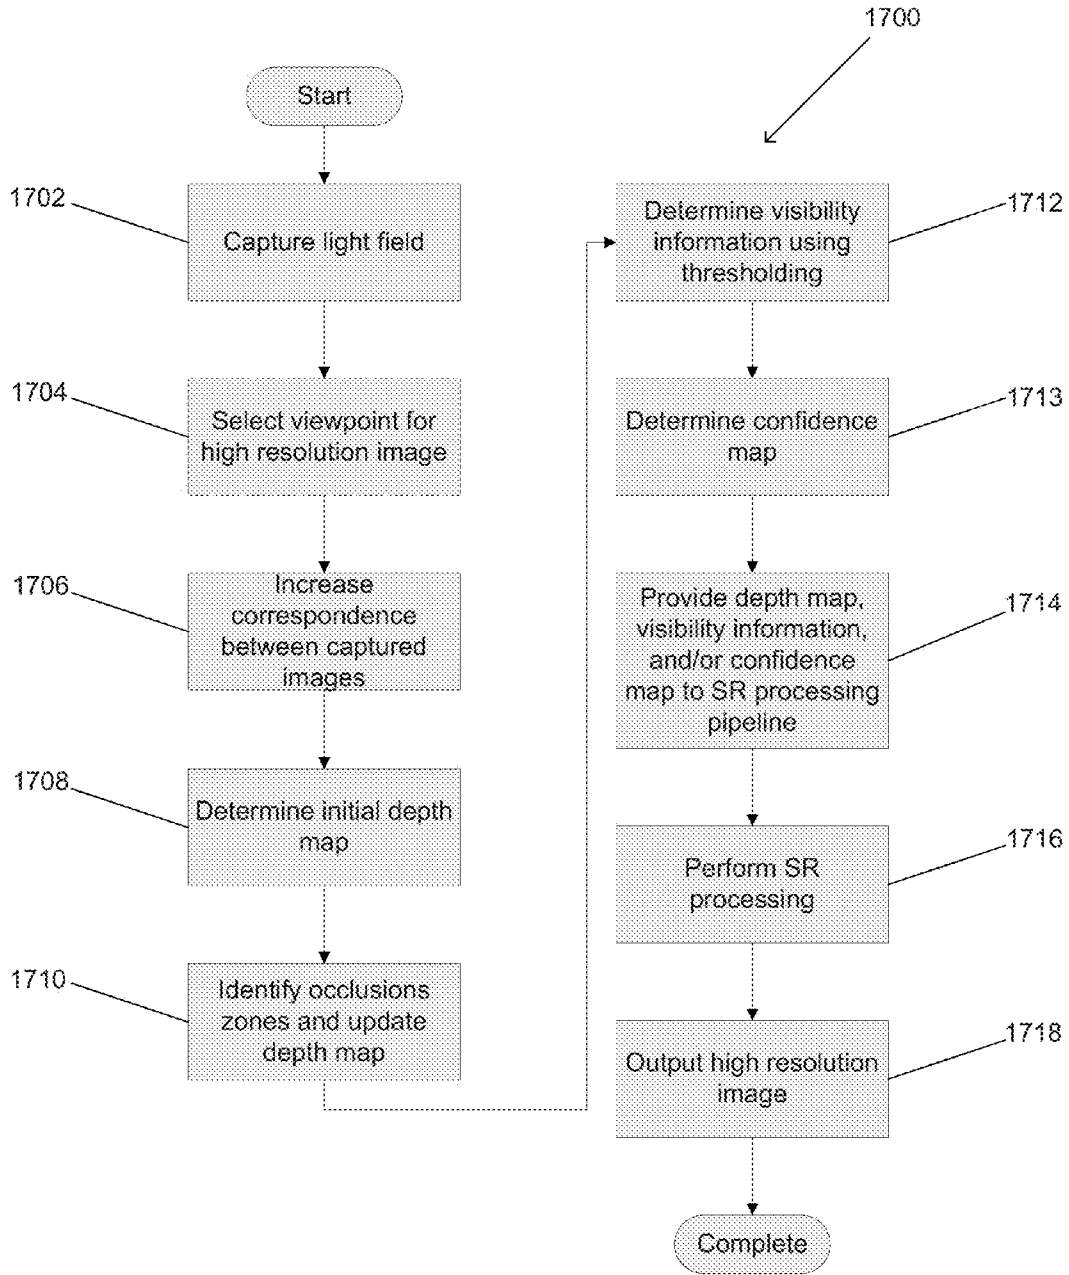 1700
Start
1702
Capture light field
1704
Select viewpoint for
high resolution image
1706
Increase
correspondence
between captured
images
1708
Determine initial depth
map
1710
Identify occlusions
zones and update
depth map
1712
Determine visibility
information using
thresholding
1713
Determine confidence
map
1714
Provide depth map,
visibility information,
and/or confidence
map to SR processing
pipeline
1716
Perform SR
processing
1718
Output high resolution
image
Complete